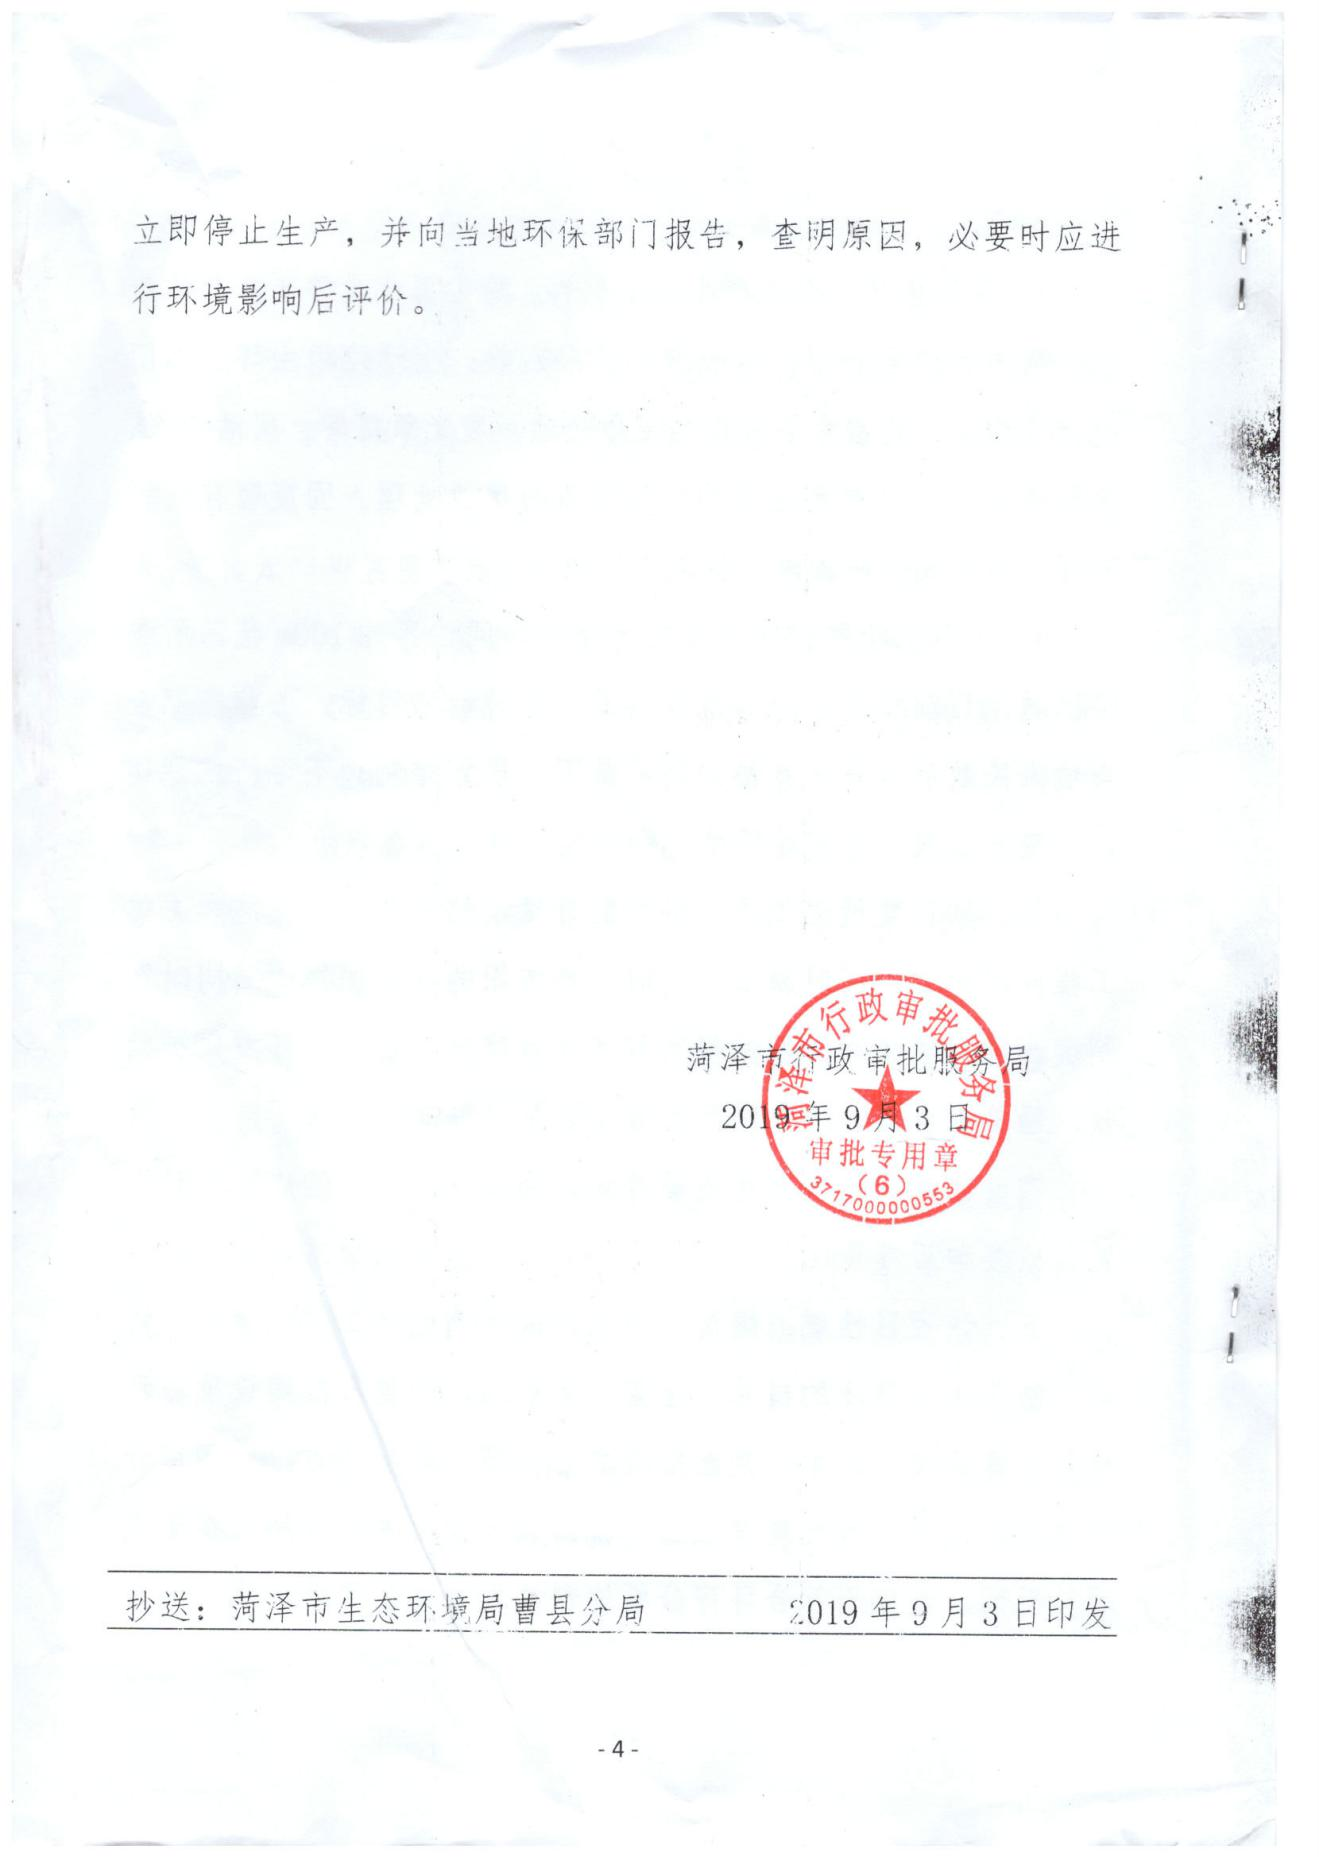 立即停止生产，并向当地环保部门报告，查明原因，必要时应进
行环境影响后评价。
菏泽市行政审批服务局
2019年9月3日
菏泽市行政审批服务局
审批专用章
（6）
3717000000553
抄送：菏泽市生态环境局曹县分局 2019年9月3日印发
- 4 -